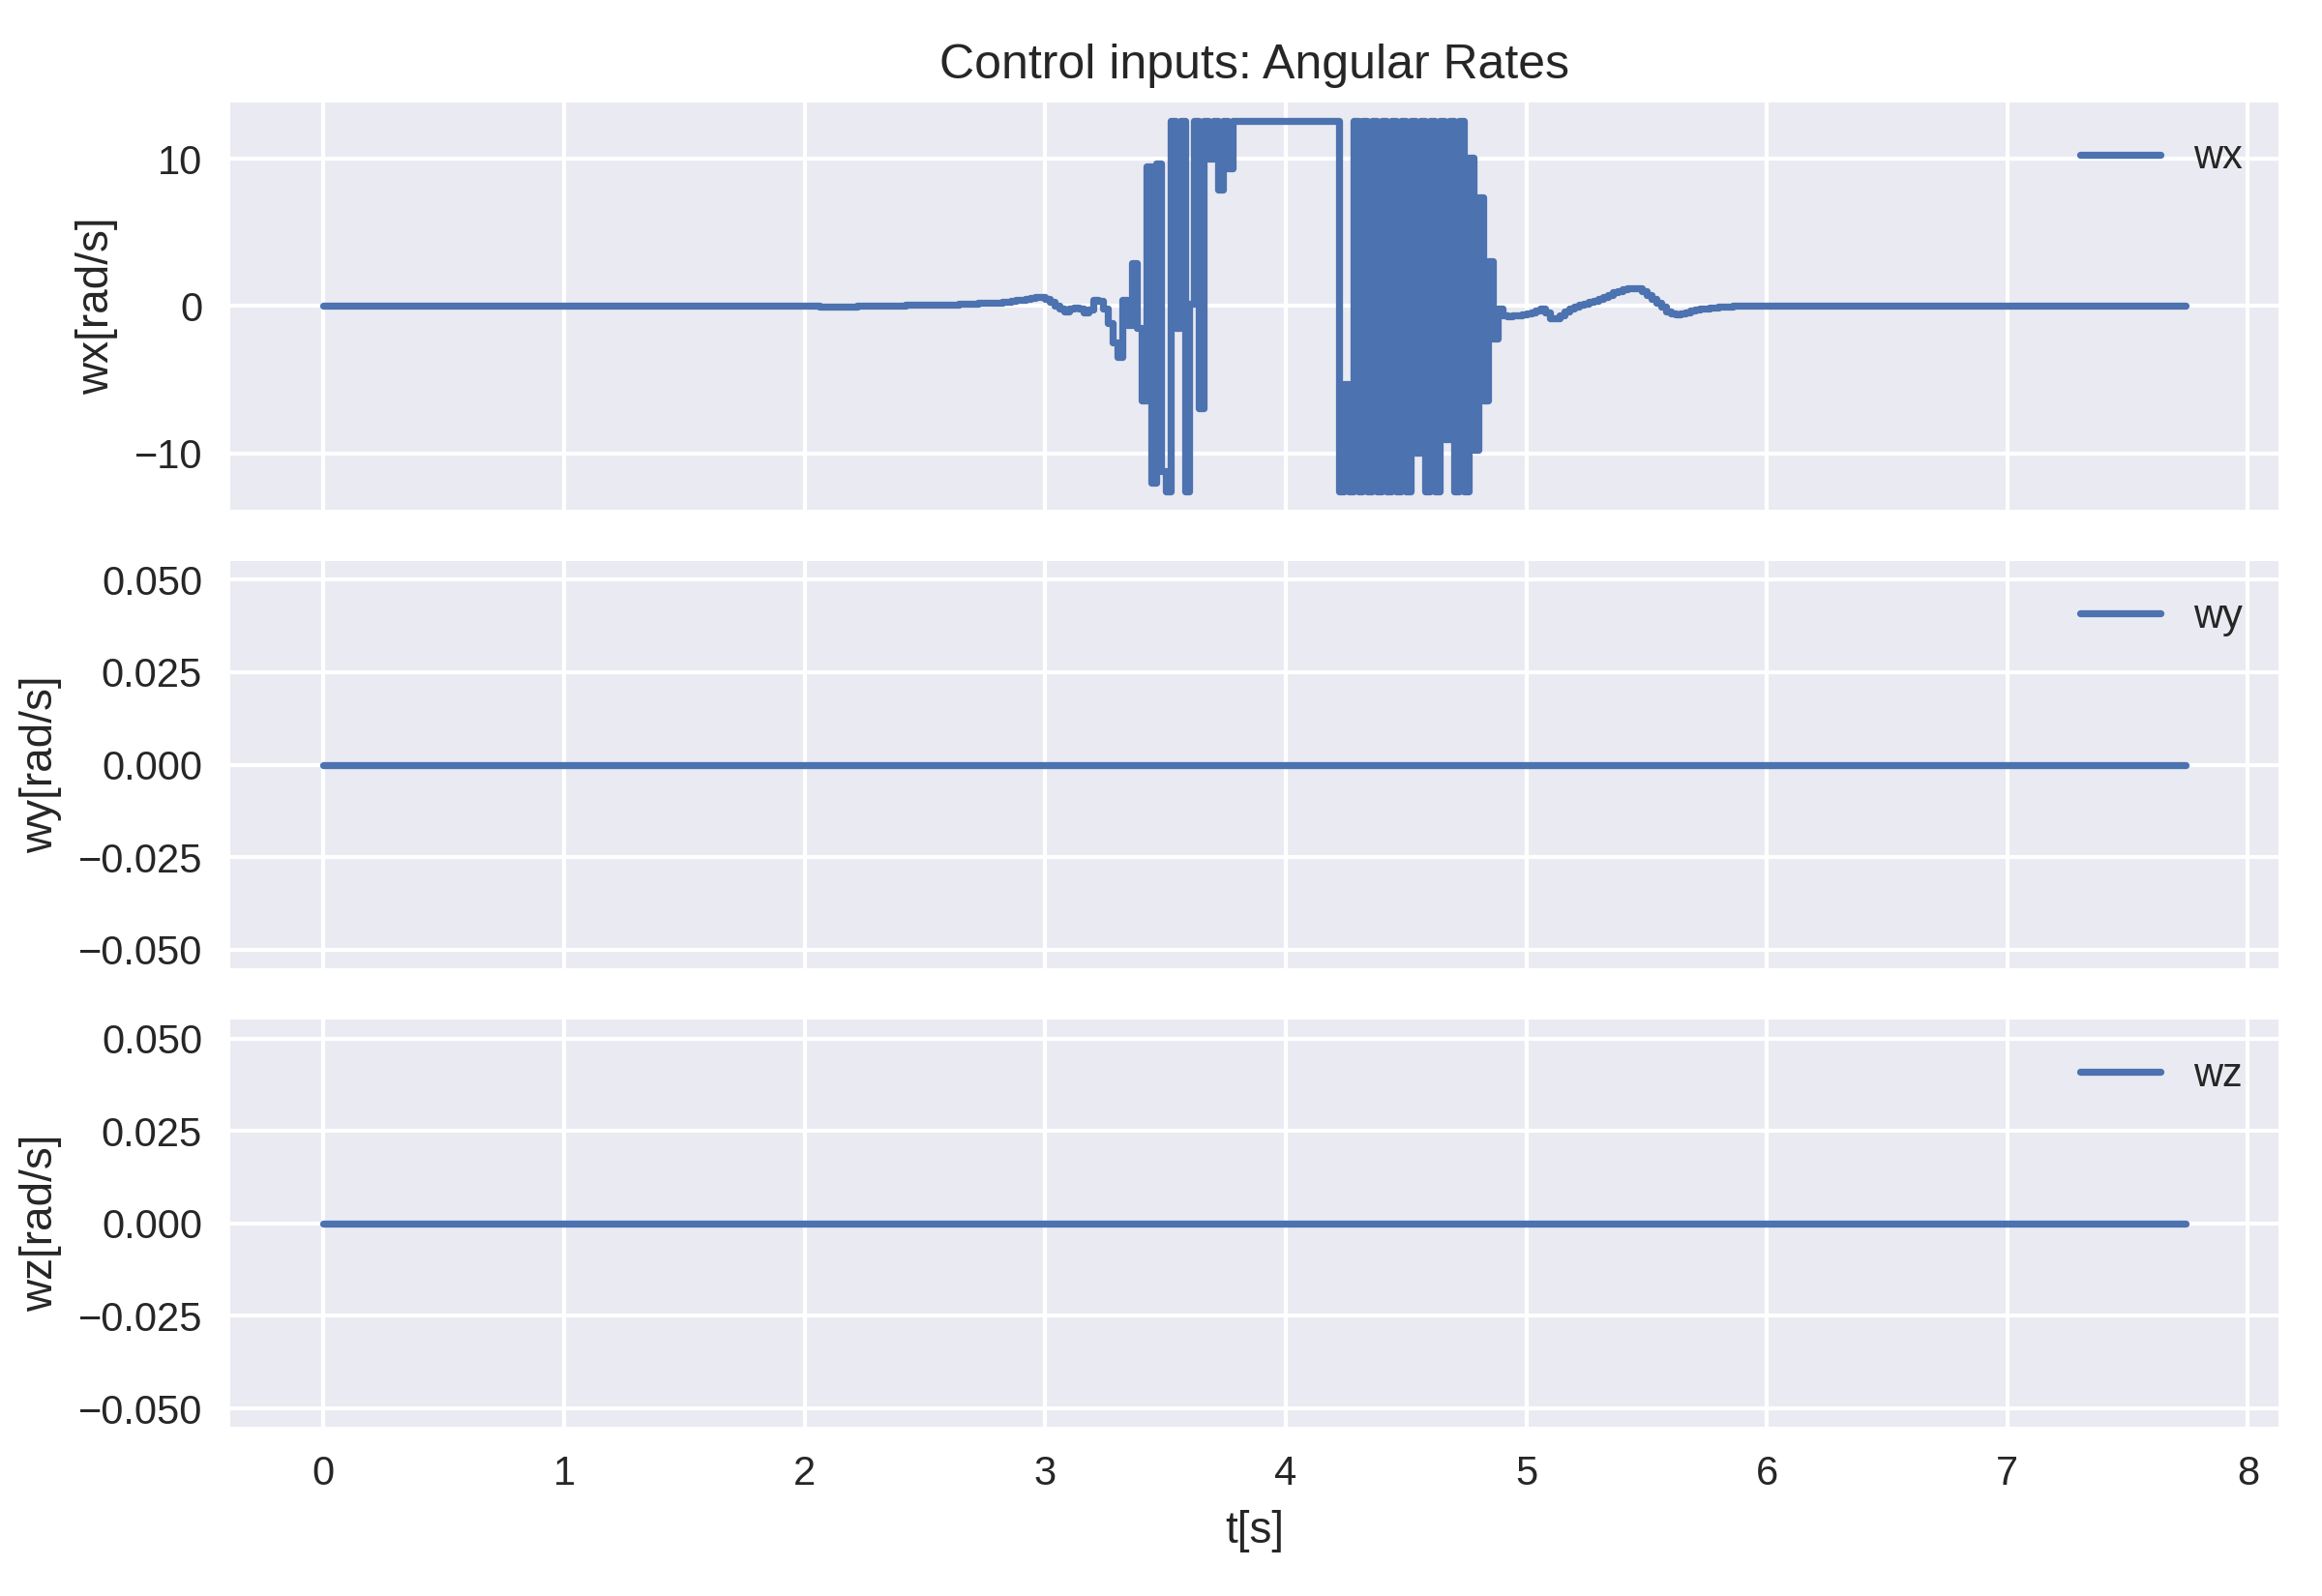 Control inputs: Angular Rates
wx[rad/s]
10
0
−10
wx
wy[rad/s]
0.050
0.025
0.000
−0.025
−0.050
wy
wz[rad/s]
0.050
0.025
0.000
−0.025
−0.050
wz
0 1 2 3 4 5 6 7 8
t[s]